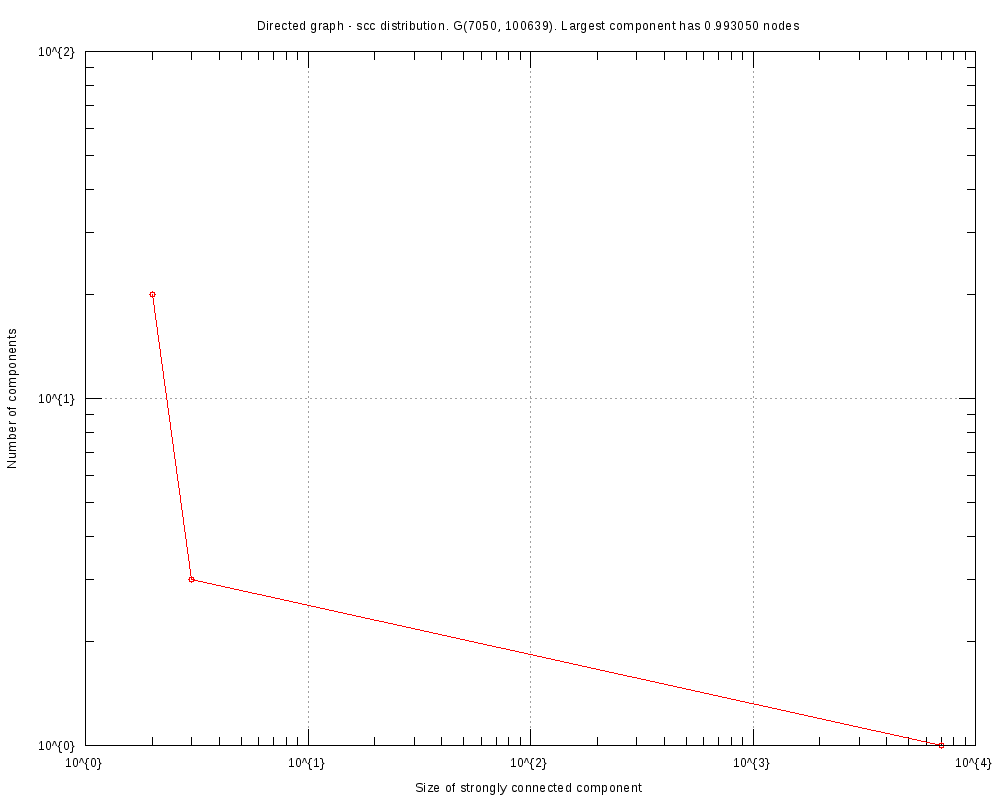 Directed graph - scc distribution. G(7050, 100639). Largest component has 0.993050 nodes
10^{2}
10^{1}
10^{0}
Number of components
10^{0}
10^{1}
10^{2}
10^{3}
10^{4}
Size of strongly connected component